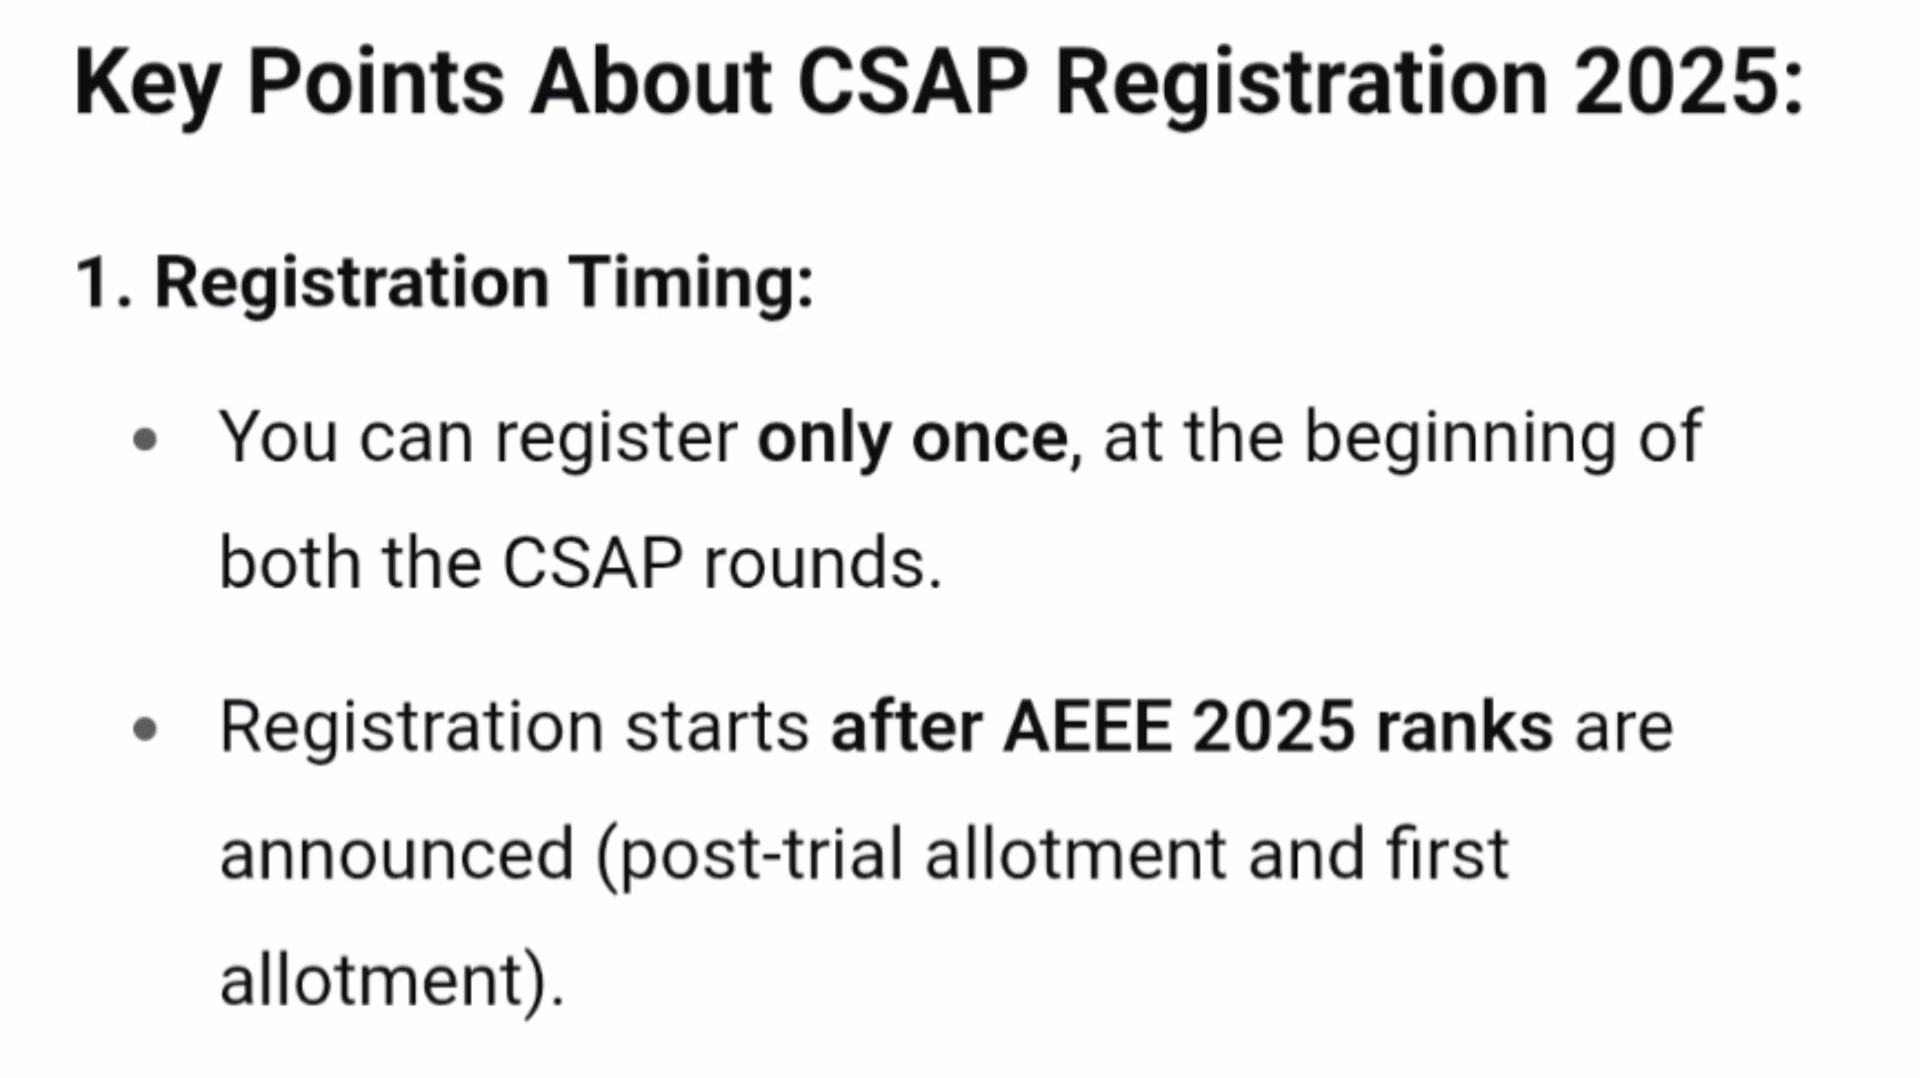 Key Points About CSAP Registration 2025:
1. Registration Timing:
• You can register only once, at the beginning of
both the CSAP rounds.
• Registration starts after AEEE 2025 ranks are
announced (post-trial allotment and first
allotment).